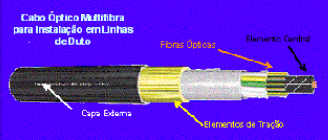 Cabo Óptico Multifibra
para Instalação em Linhas
de Duto
Elemento Central
Fibras Ópticas
Capa Externa
Elementos de Tração